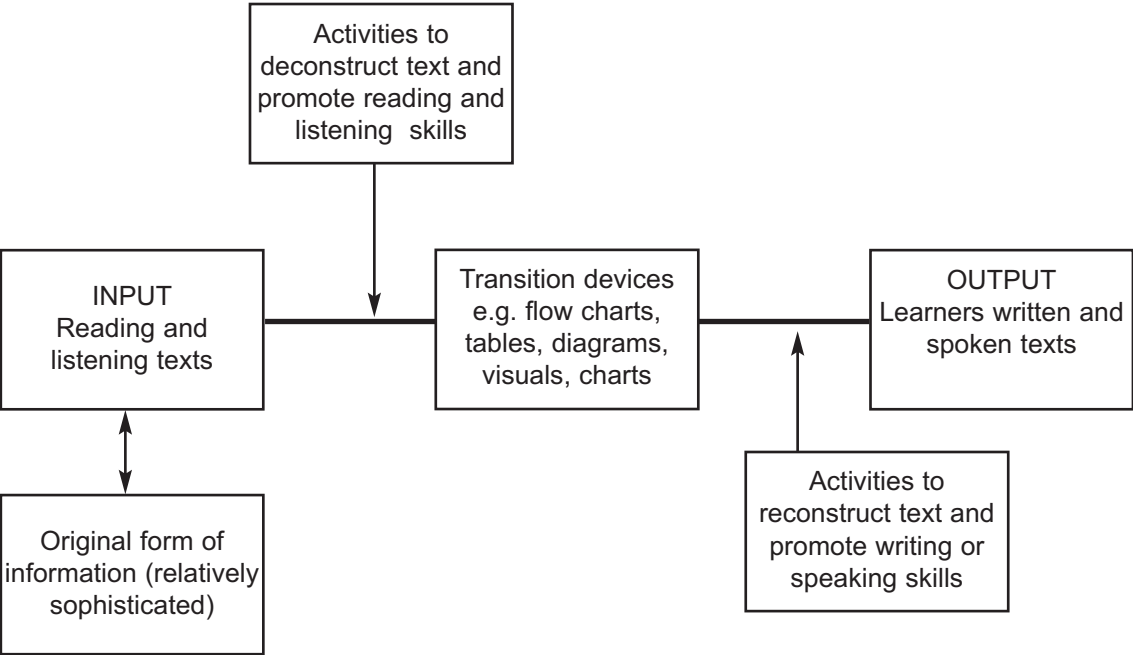 Activities to
deconstruct text and
promote reading and
listening skills
INPUT
Reading and
listening texts
Transition devices
e.g. flow charts,
tables, diagrams,
visuals, charts
OUTPUT
Learners written and
spoken texts
Original form of
information (relatively
sophisticated)
Activities to
reconstruct text and
promote writing or
speaking skills